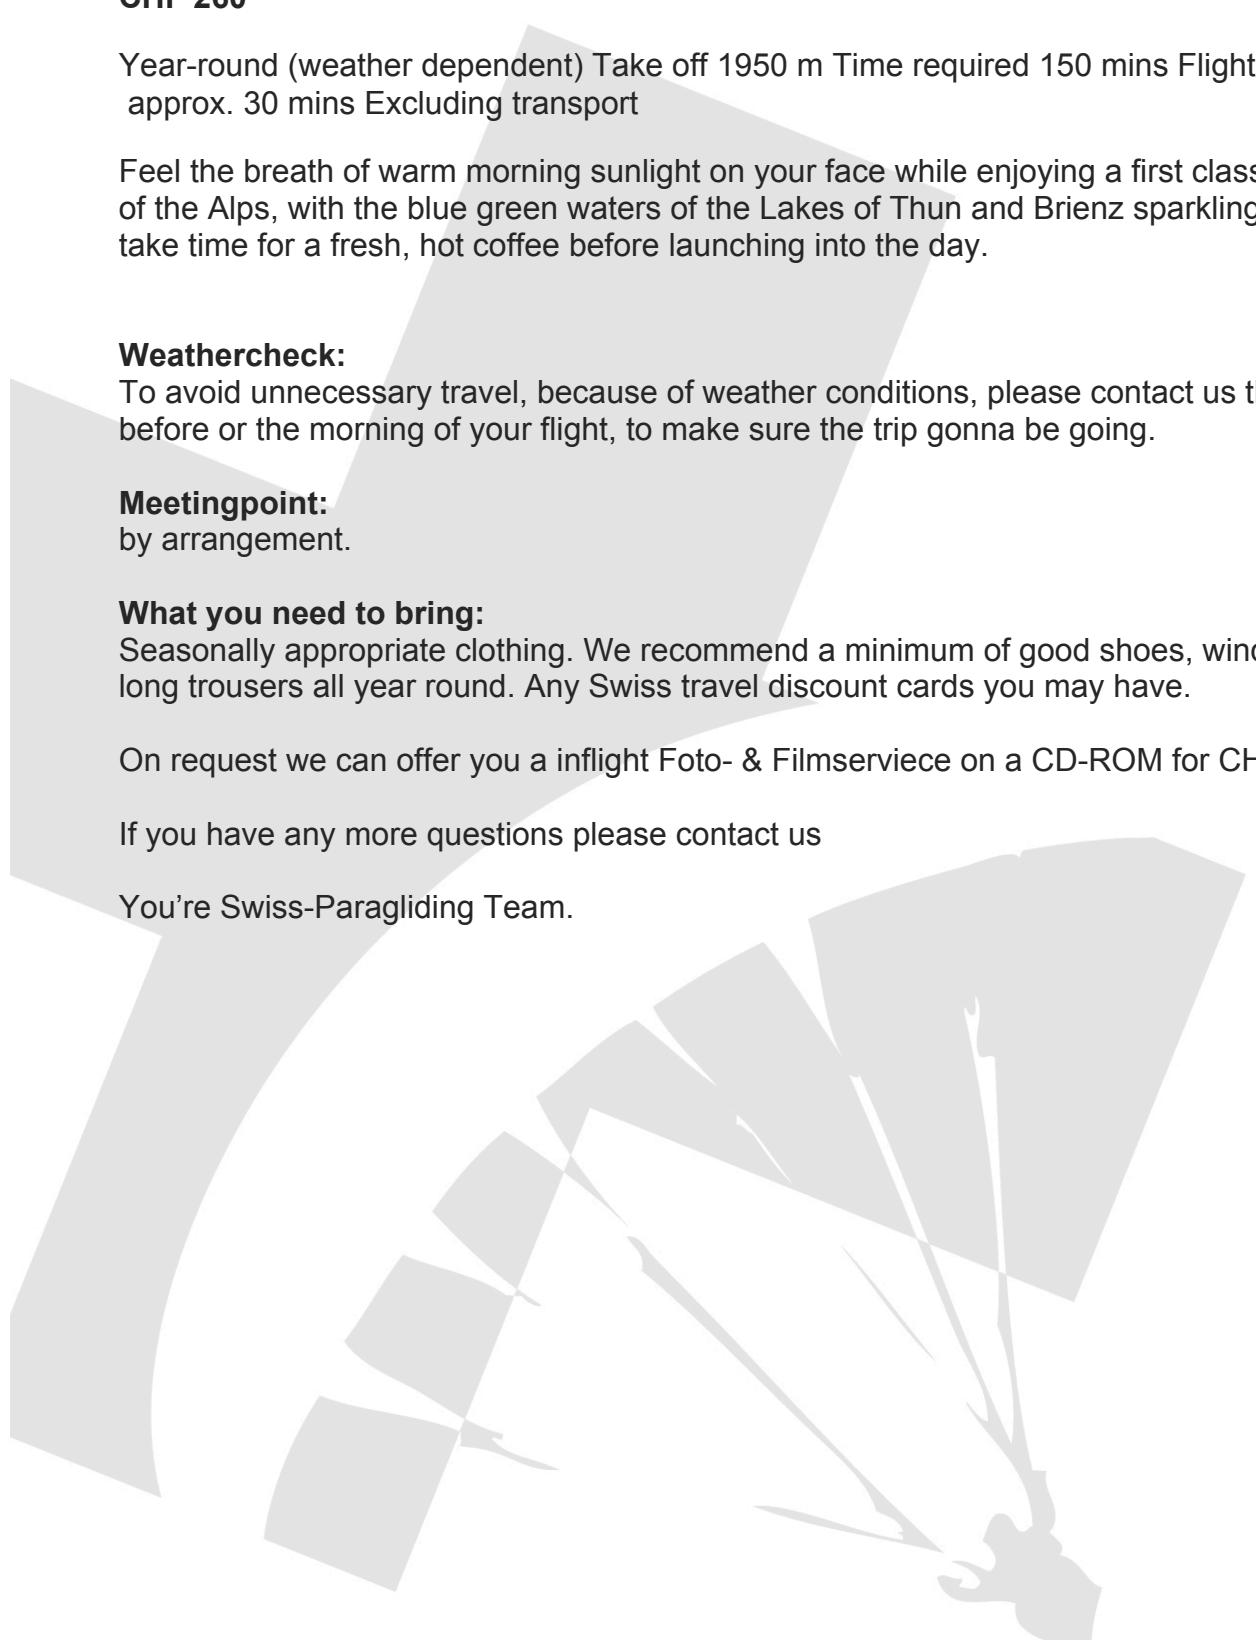 CHF 260
Year-round (weather dependent) Take off 1950 m Time required 150 mins Flight
approx. 30 mins Excluding transport
Feel the breath of warm morning sunlight on your face while enjoying a first
of the Alps, with the blue green waters of the Lakes of Thun and Brienz sparkling
take time for a fresh, hot coffee before launching into the day.
Weathercheck:
To avoid unnecessary travel, because of weather conditions, please contact us
before or the morning of your flight, to make sure the trip gonna be going.
Meetingpoint:
by arrangement.
What you need to bring:
Seasonally appropriate clothing. We recommend a minimum of good shoes,
long trousers all year round. Any Swiss travel discount cards you may have.
On request we can offer you a inflight Foto- & Filmserviece on a CD-ROM for
If you have any more questions please contact us
You’re Swiss-Paragliding Team.